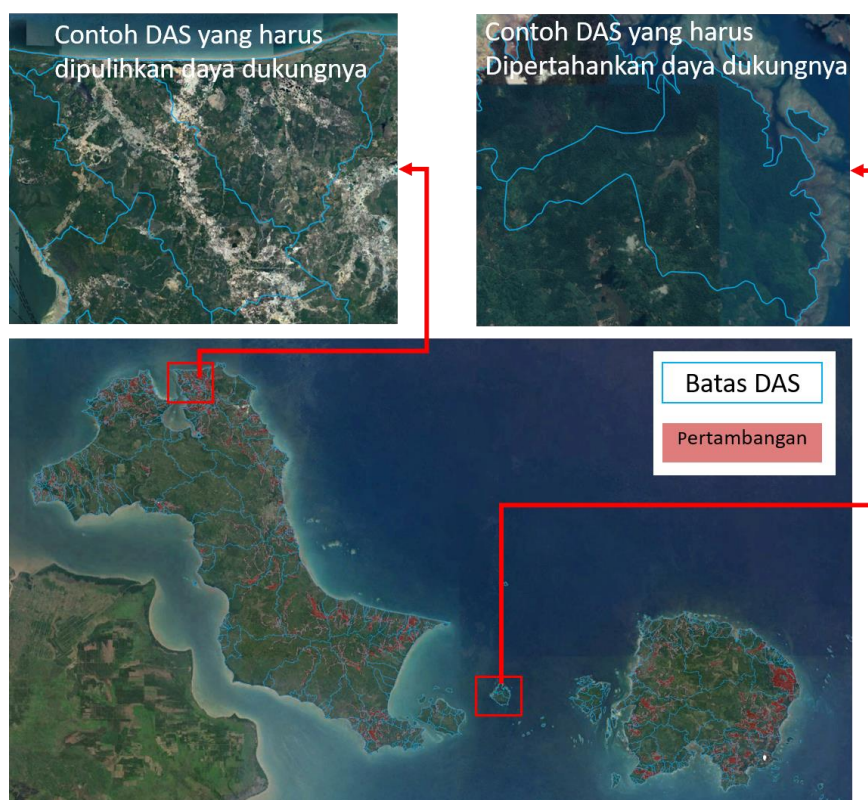 Contoh DAS yang harus
dipulihkan daya dukungnya
Contoh DAS yang harus
Dipertahankan daya dukungnya
Batas DAS
Pertambangan